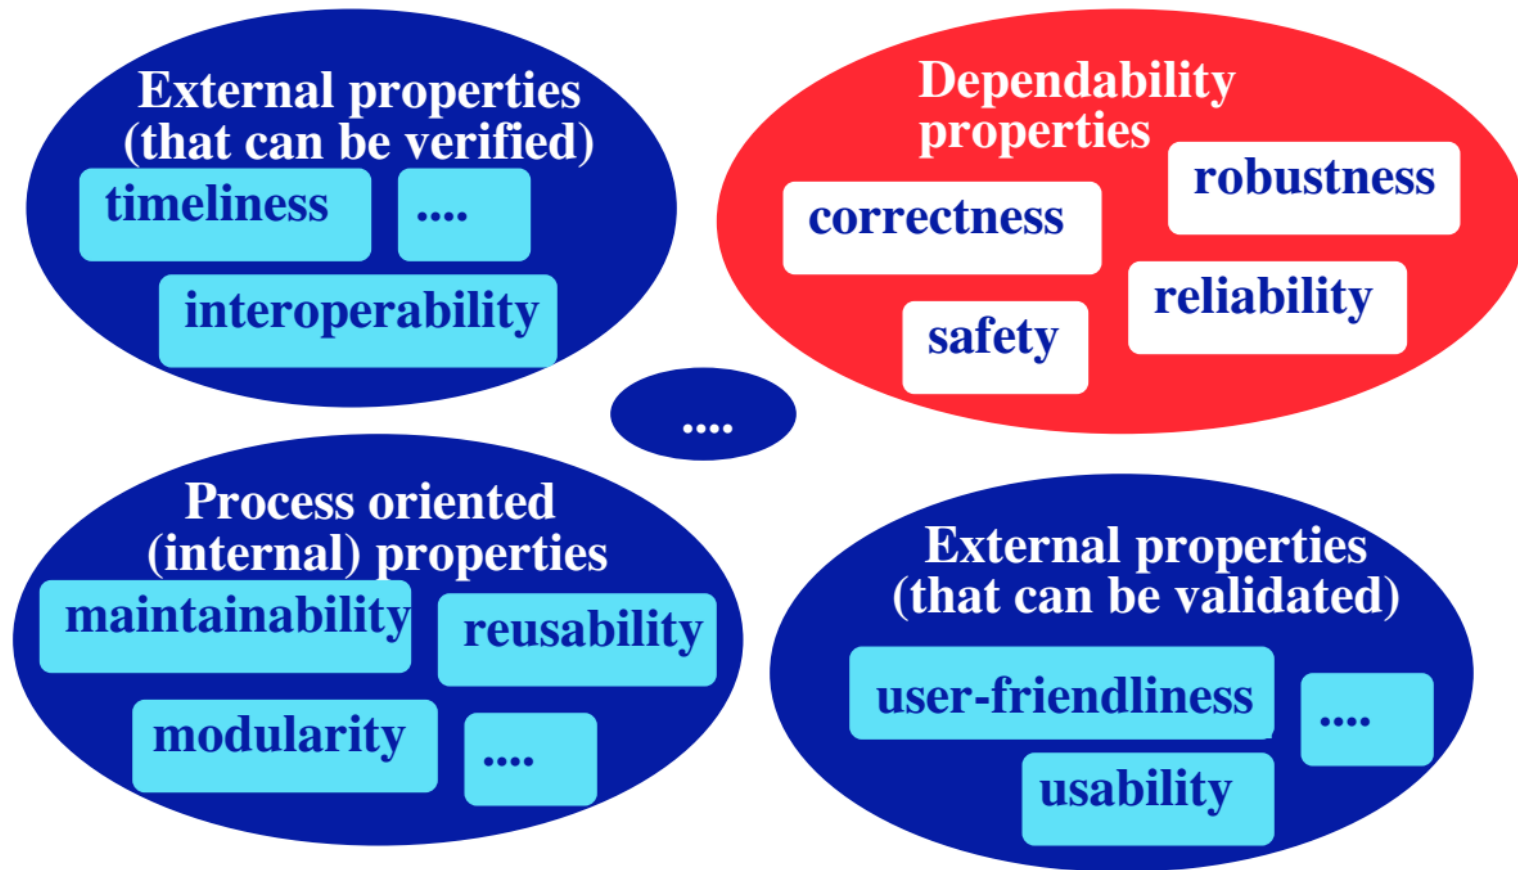 External properties
(that can be verified)
timeliness
....
interoperability
Dependability
properties
robustness
correctness
reliability
safety
....
Process oriented
(internal) properties
maintainability
reusability
modularity
....
External properties
(that can be validated)
user-friendliness
....
usability